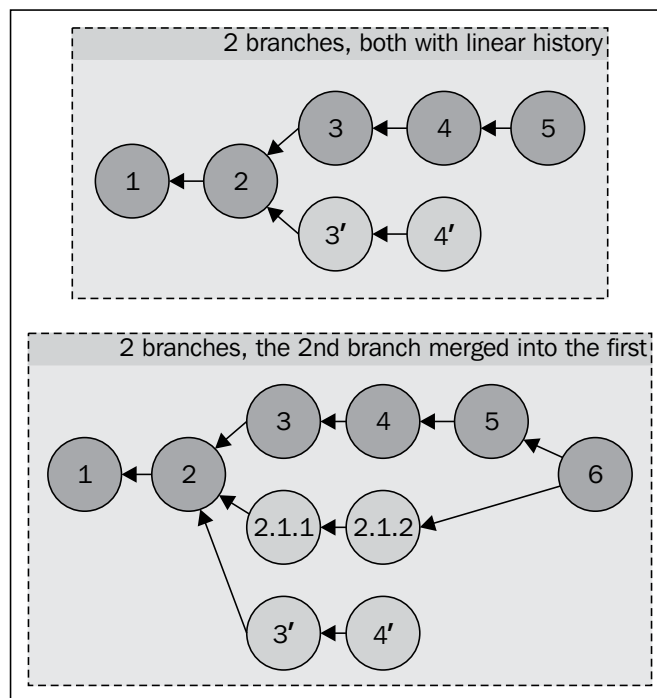 2 branches, both with linear history
3 4 5
1 2
3′ 4′
2 branches, the 2nd branch merged into the first
3 4 5
1 2 6
2.1.1 2.1.2
3′ 4′